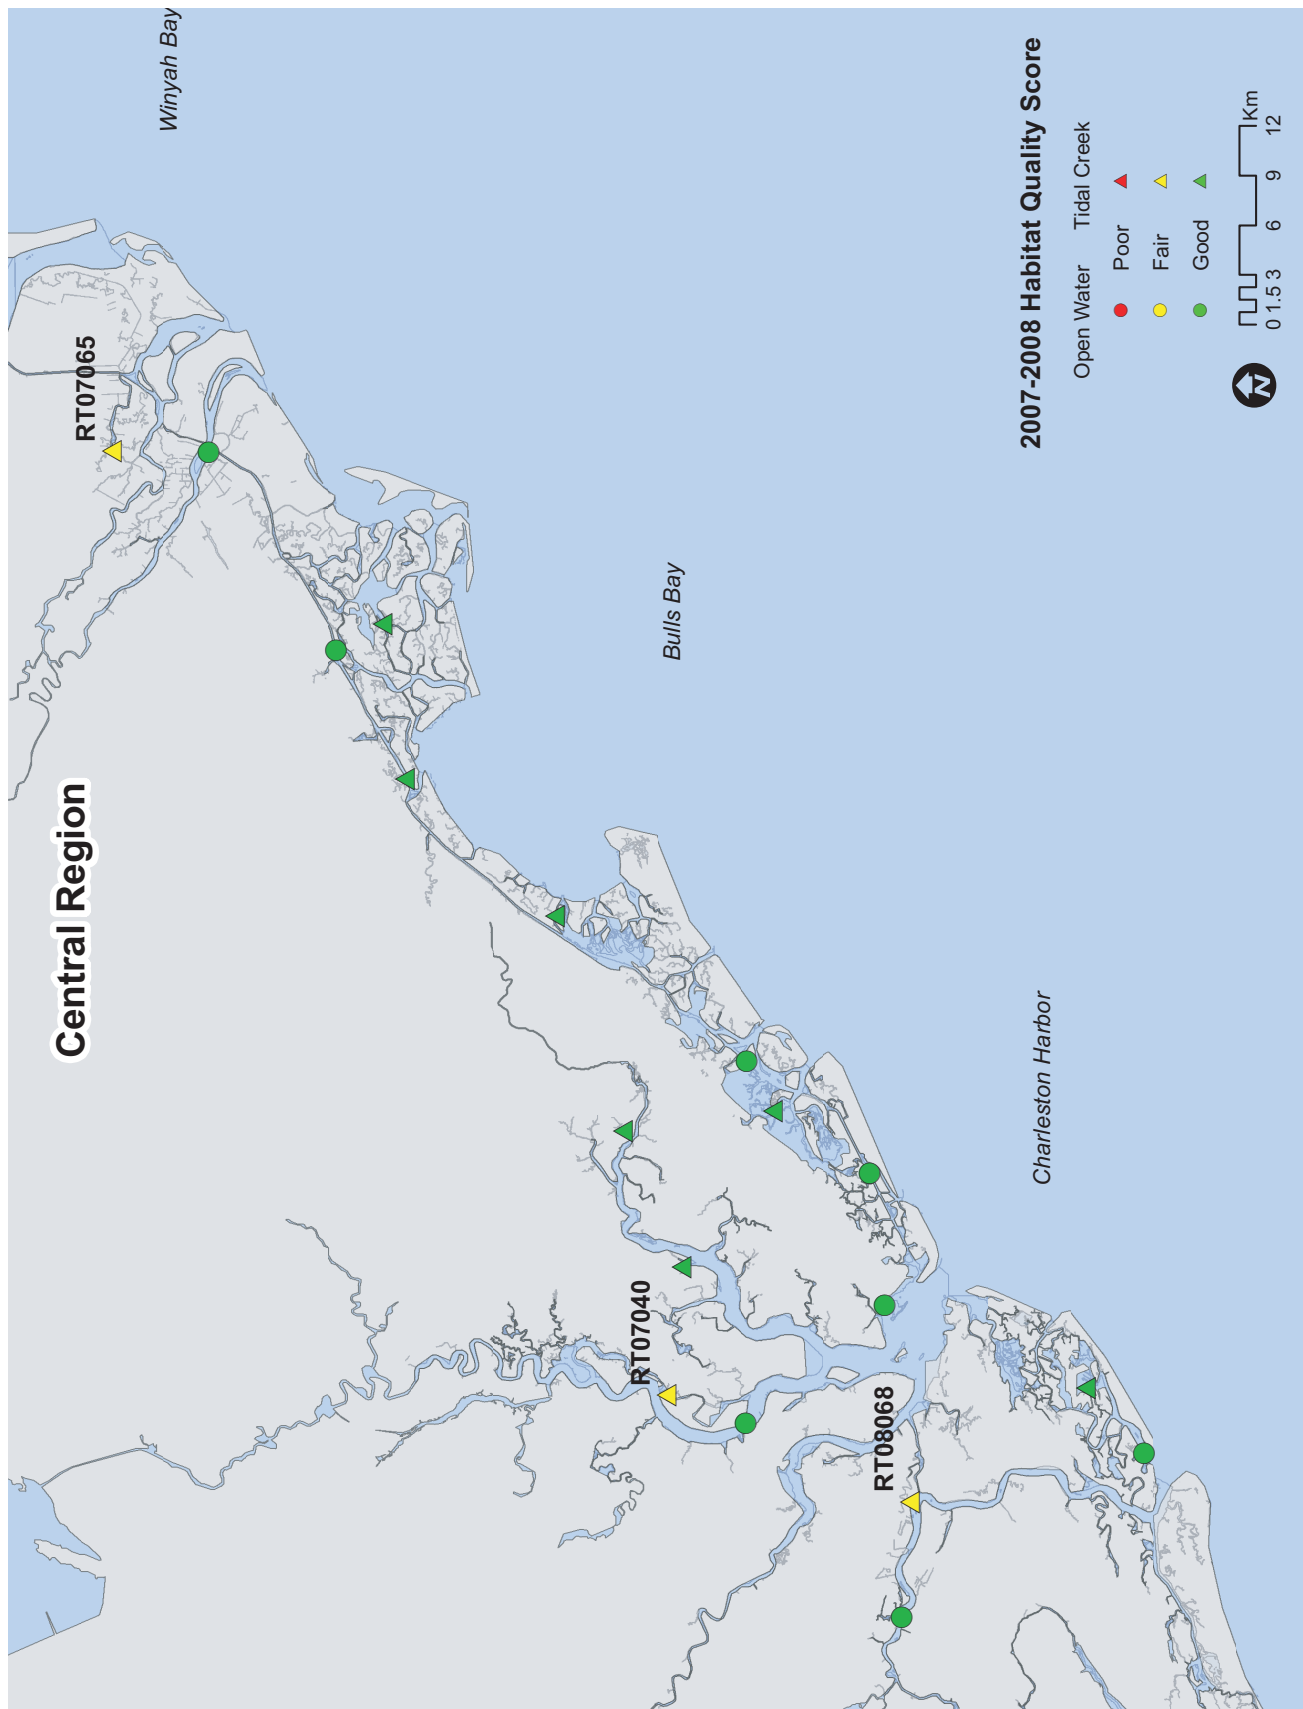 Central Region
Winyah Bay
RT07065
Bulls Bay
RT07040
RT08068
Charleston Harbor
2007-2008 Habitat Quality Score
Open Water Tidal Creek
Poor
Fair
Good
N
0 1.5 3 6 9 12 Km